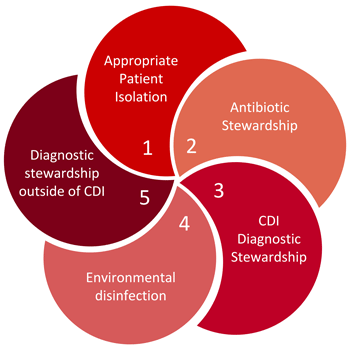 Appropriate
Patient
Isolation
1
2
Antibiotic
Stewardship
3
CDI
Diagnostic
Stewardship
4
Environmental
disinfection
5
Diagnostic
stewardship
outside of CDI